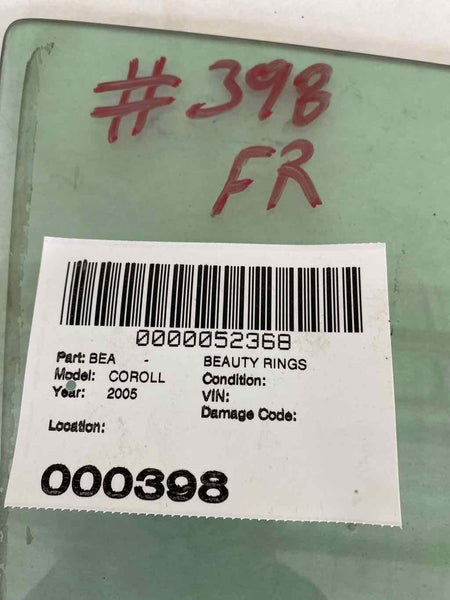 #398
FR
0000052368
Part: BEA - BEAUTY RINGS
Model: COROLL Condition:
Year: 2005 VIN:
Damage Code:
Location:
000398